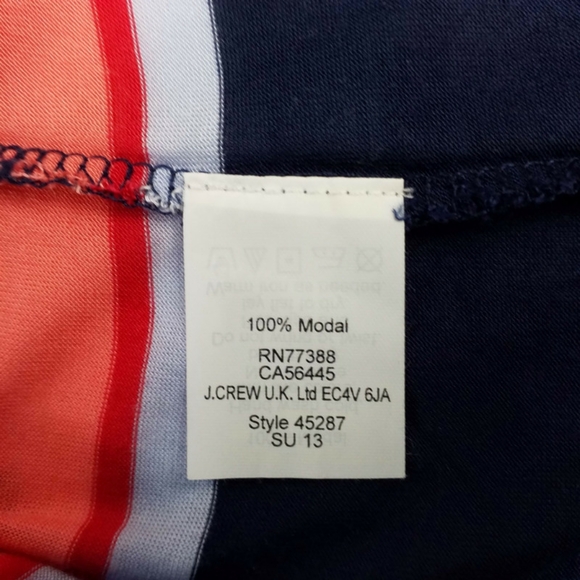 100% Modal
RN77388
CA56445
J.CREW U.K. Ltd EC4V 6JA
Style 45287
SU 13